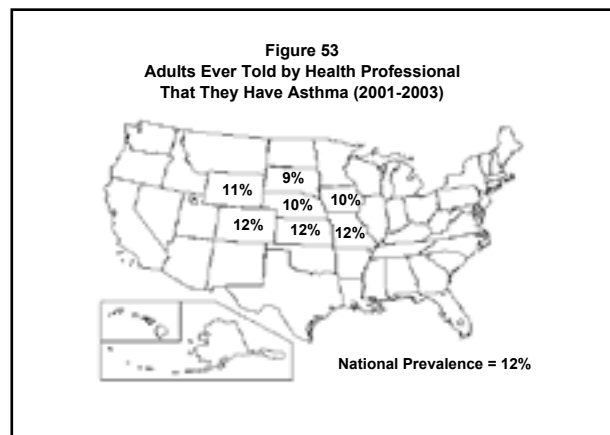 Figure 53
Adults Ever Told by Health Professional
That They Have Asthma (2001-2003)
9%
11%
10%
10%
12%
12%
12%
National Prevalence = 12%